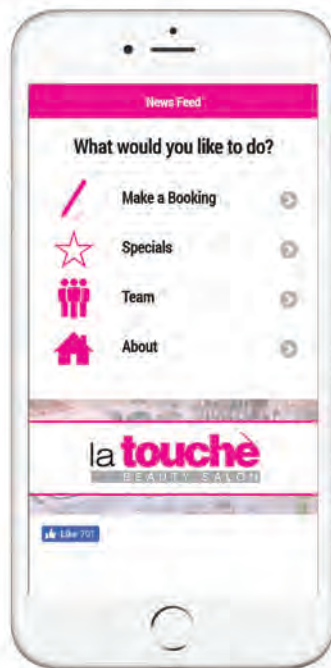 News Feed
What would you like to do?
Make a Booking
Specials
Team
About
la touchè
BEAUTY SALON
Like 701